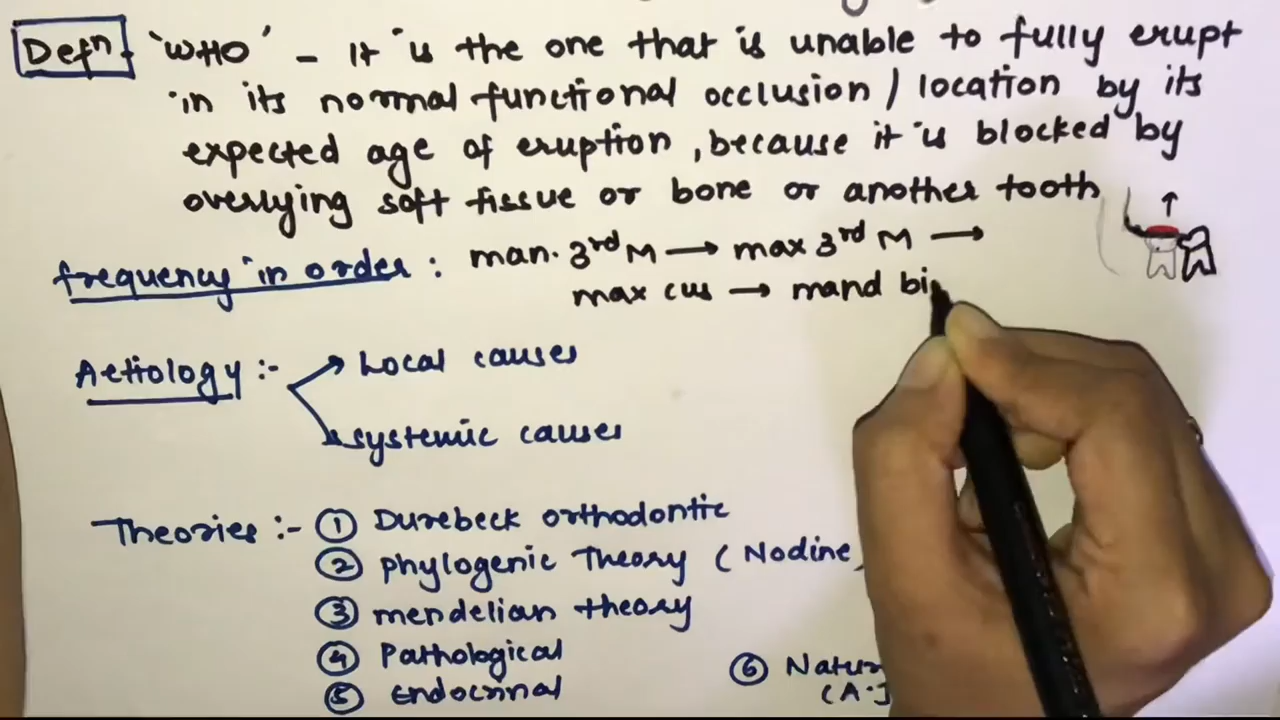 Defn - 'WHO' - It is the one that is unable to fully erupt
in its normal functional occlusion / location by its
expected age of eruption, because it is blocked by
overlying soft tissue or bone or another tooth
frequency in order : man. 3rd M → max 3rd M →
max cus → mand bi
Aetiology :- Local causes
systemic causes
Theories :- ① Durebeck orthodontic
② phylogenic Theory ( Nodine,
③ mendelian theory
④ Pathological
⑤ Endocrinal
⑥ Natur
(A.J